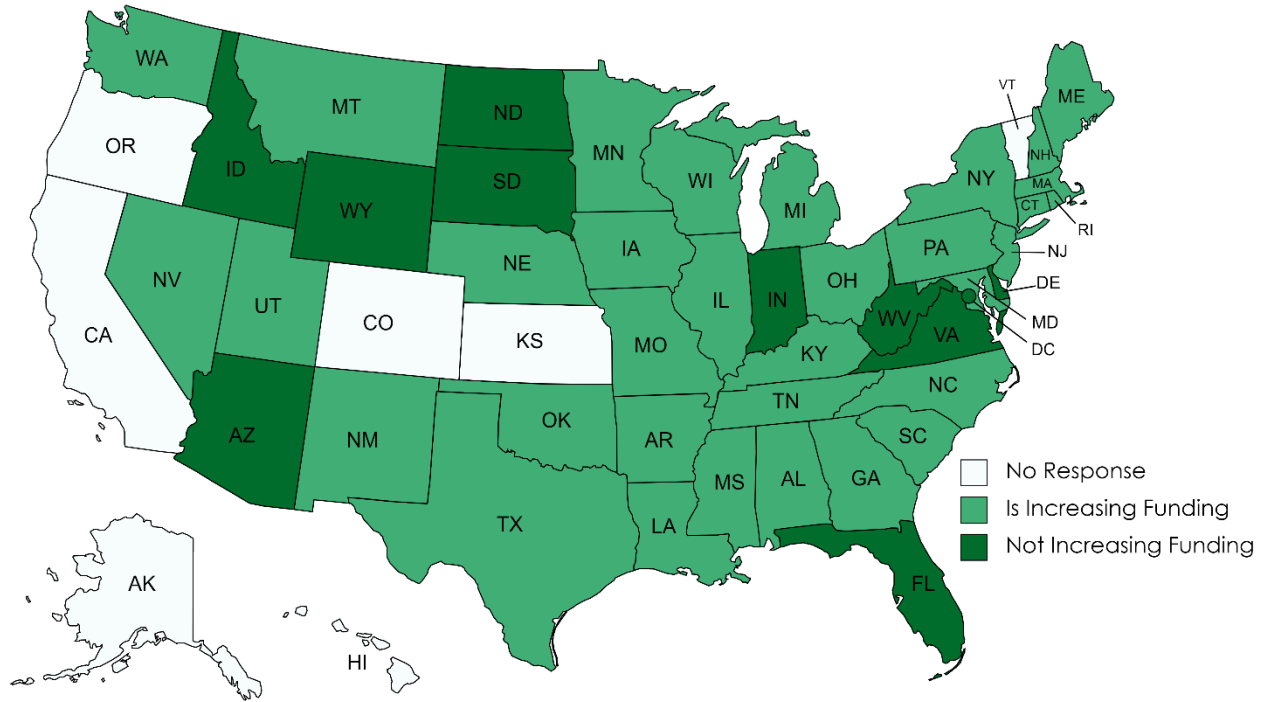 WA
MT
ND
MN
VT
ME
OR
ID
SD
WI
NY
NH
WY
MI
MA
CT
RI
NV
NE
IA
PA
NJ
UT
IL
IN
OH
DE
CA
CO
KS
MO
WV
VA
MD
KY
DC
AZ
NM
OK
AR
TN
NC
SC
MS
AL
GA
TX
LA
No Response
Is Increasing Funding
Not Increasing Funding
AK
FL
HI